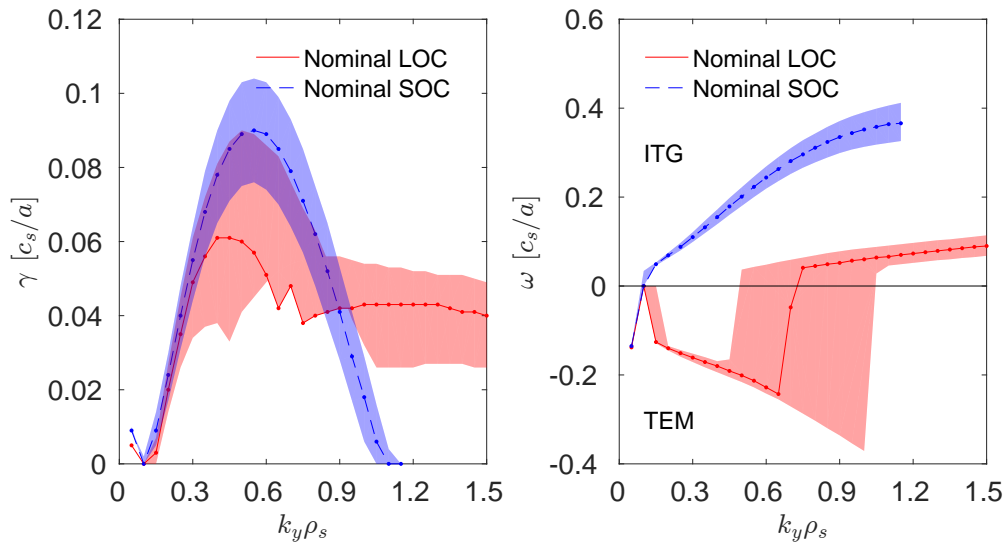 0.12
0.1
0.08
0.06
0.04
0.02
0
γ [c_s/a]
Nominal LOC
Nominal SOC
0 0.3 0.6 0.9 1.2 1.5
k_yρ_s
0.6
0.4
0.2
0
-0.2
-0.4
ω [c_s/a]
Nominal LOC
Nominal SOC
ITG
TEM
0 0.3 0.6 0.9 1.2 1.5
k_yρ_s